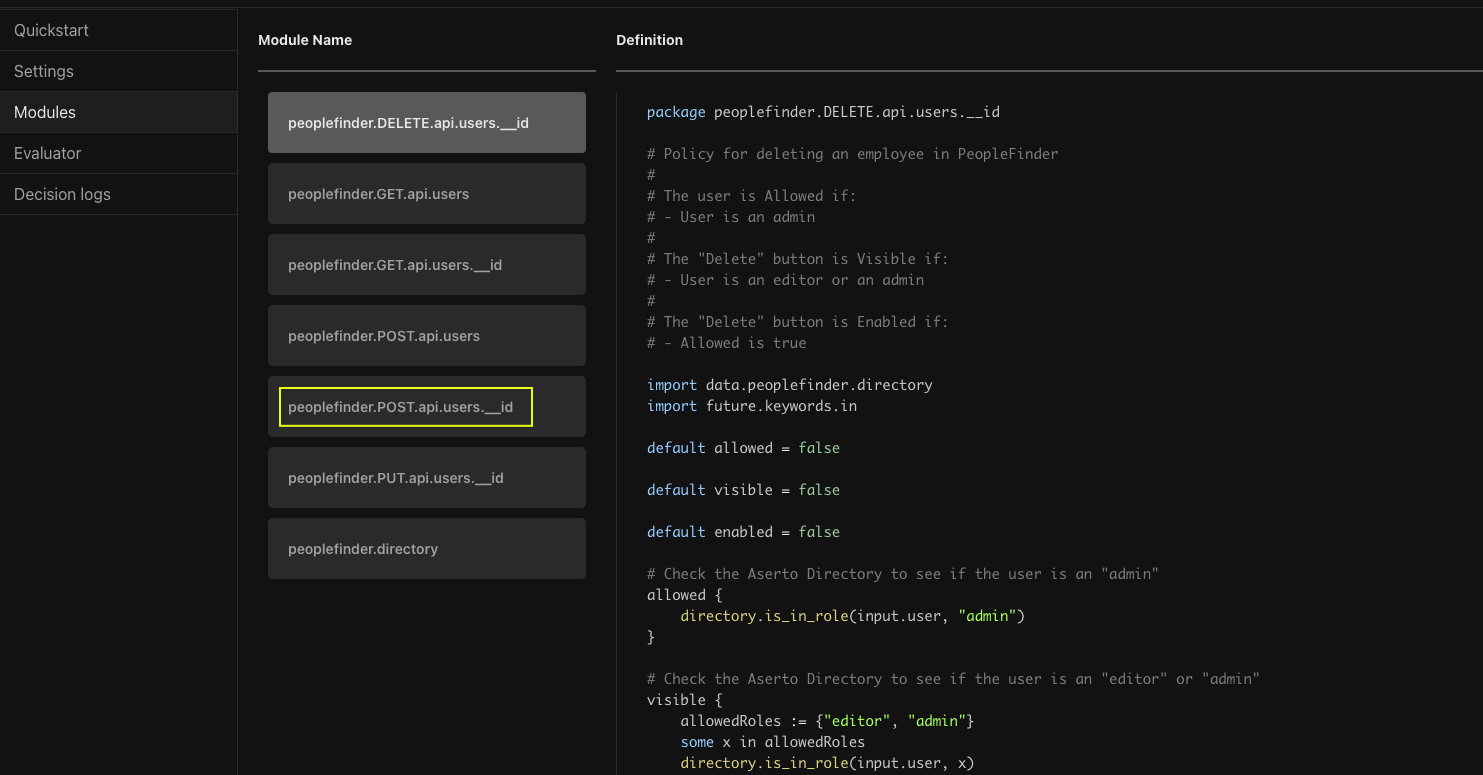 Quickstart
Settings
Modules
Evaluator
Decision logs
Module Name
peoplefinder.DELETE.api.users.__id
peoplefinder.GET.api.users
peoplefinder.GET.api.users.__id
peoplefinder.POST.api.users
peoplefinder.POST.api.users.__id
peoplefinder.PUT.api.users.__id
peoplefinder.directory
Definition
package peoplefinder.DELETE.api.users.__id
# Policy for deleting an employee in PeopleFinder
#
# The user is Allowed if:
# - User is an admin
#
# The "Delete" button is Visible if:
# - User is an editor or an admin
#
# The "Delete" button is Enabled if:
# - Allowed is true
import data.peoplefinder.directory
import future.keywords.in
default allowed = false
default visible = false
default enabled = false
# Check the Aserto Directory to see if the user is an "admin"
allowed {
    directory.is_in_role(input.user, "admin")
}
# Check the Aserto Directory to see if the user is an "editor" or "admin"
visible {
    allowedRoles := {"editor", "admin"}
    some x in allowedRoles
    directory.is_in_role(input.user, x)